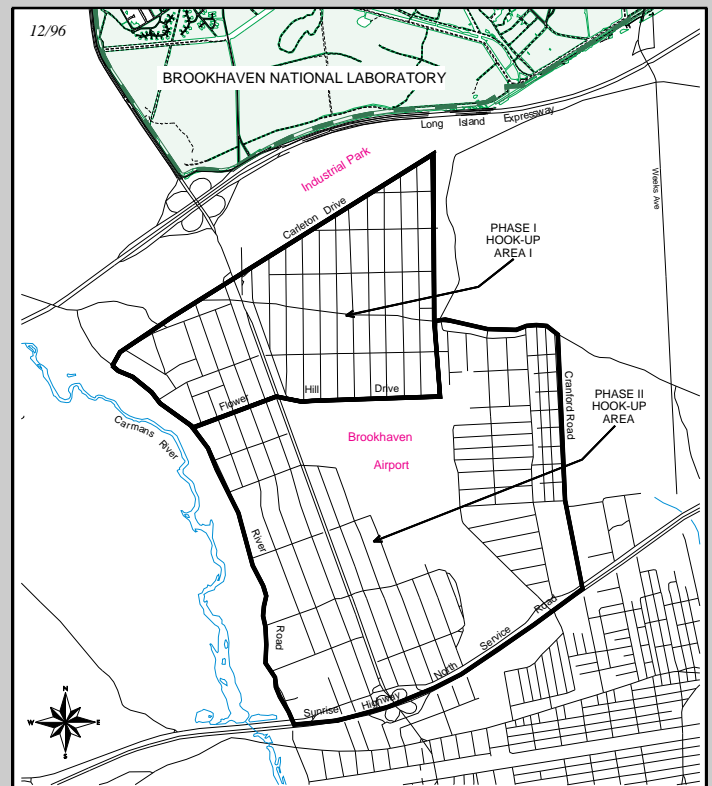 12/96
BROOKHAVEN NATIONAL LABORATORY
Long Island Expressway
Industrial Park
Weeks Ave
Carleton Drive
PHASE I
HOOK-UP
AREA I
Cranford Road
Flower Hill Drive
PHASE II
HOOK-UP
AREA
Carmans River
Brookhaven
Airport
River Road
Sunrise Highway North Service Road
N
W E
S